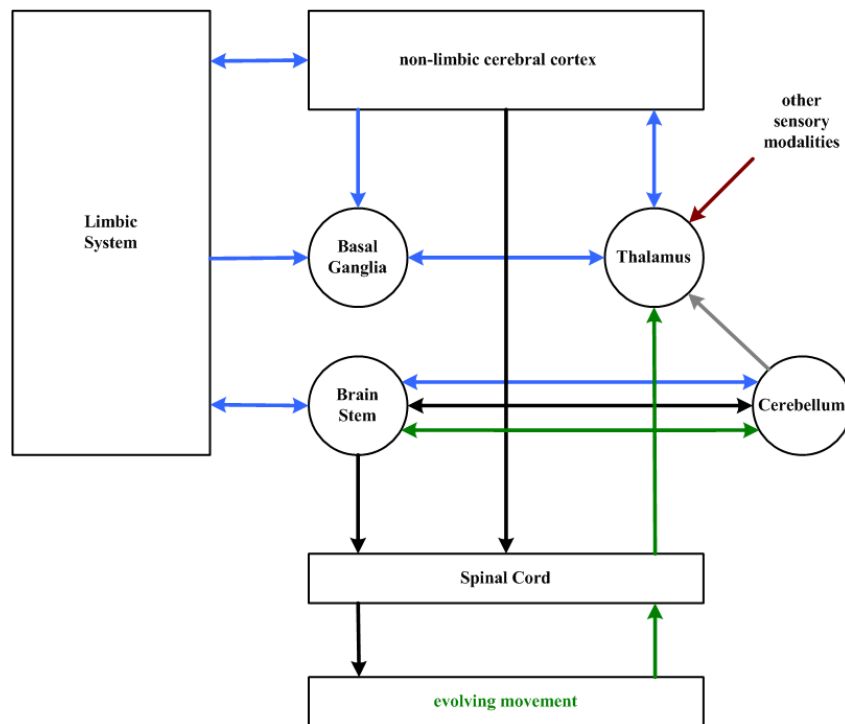 non-limbic cerebral cortex
other
sensory
modalities
Limbic
System
Basal
Ganglia
Thalamus
Brain
Stem
Cerebellum
Spinal Cord
evolving movement